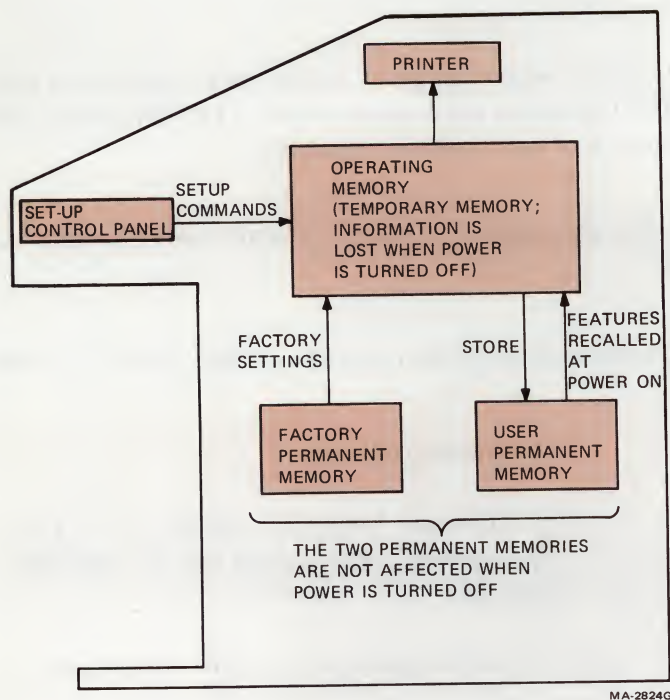 PRINTER
OPERATING
MEMORY
(TEMPORARY MEMORY;
INFORMATION IS
LOST WHEN POWER
IS TURNED OFF)
SETUP
COMMANDS
SET-UP
CONTROL PANEL
FACTORY
SETTINGS
STORE
FEATURES
RECALLED
AT
POWER ON
FACTORY
PERMANENT
MEMORY
USER
PERMANENT
MEMORY
THE TWO PERMANENT MEMORIES
ARE NOT AFFECTED WHEN
POWER IS TURNED OFF
MA-2824G